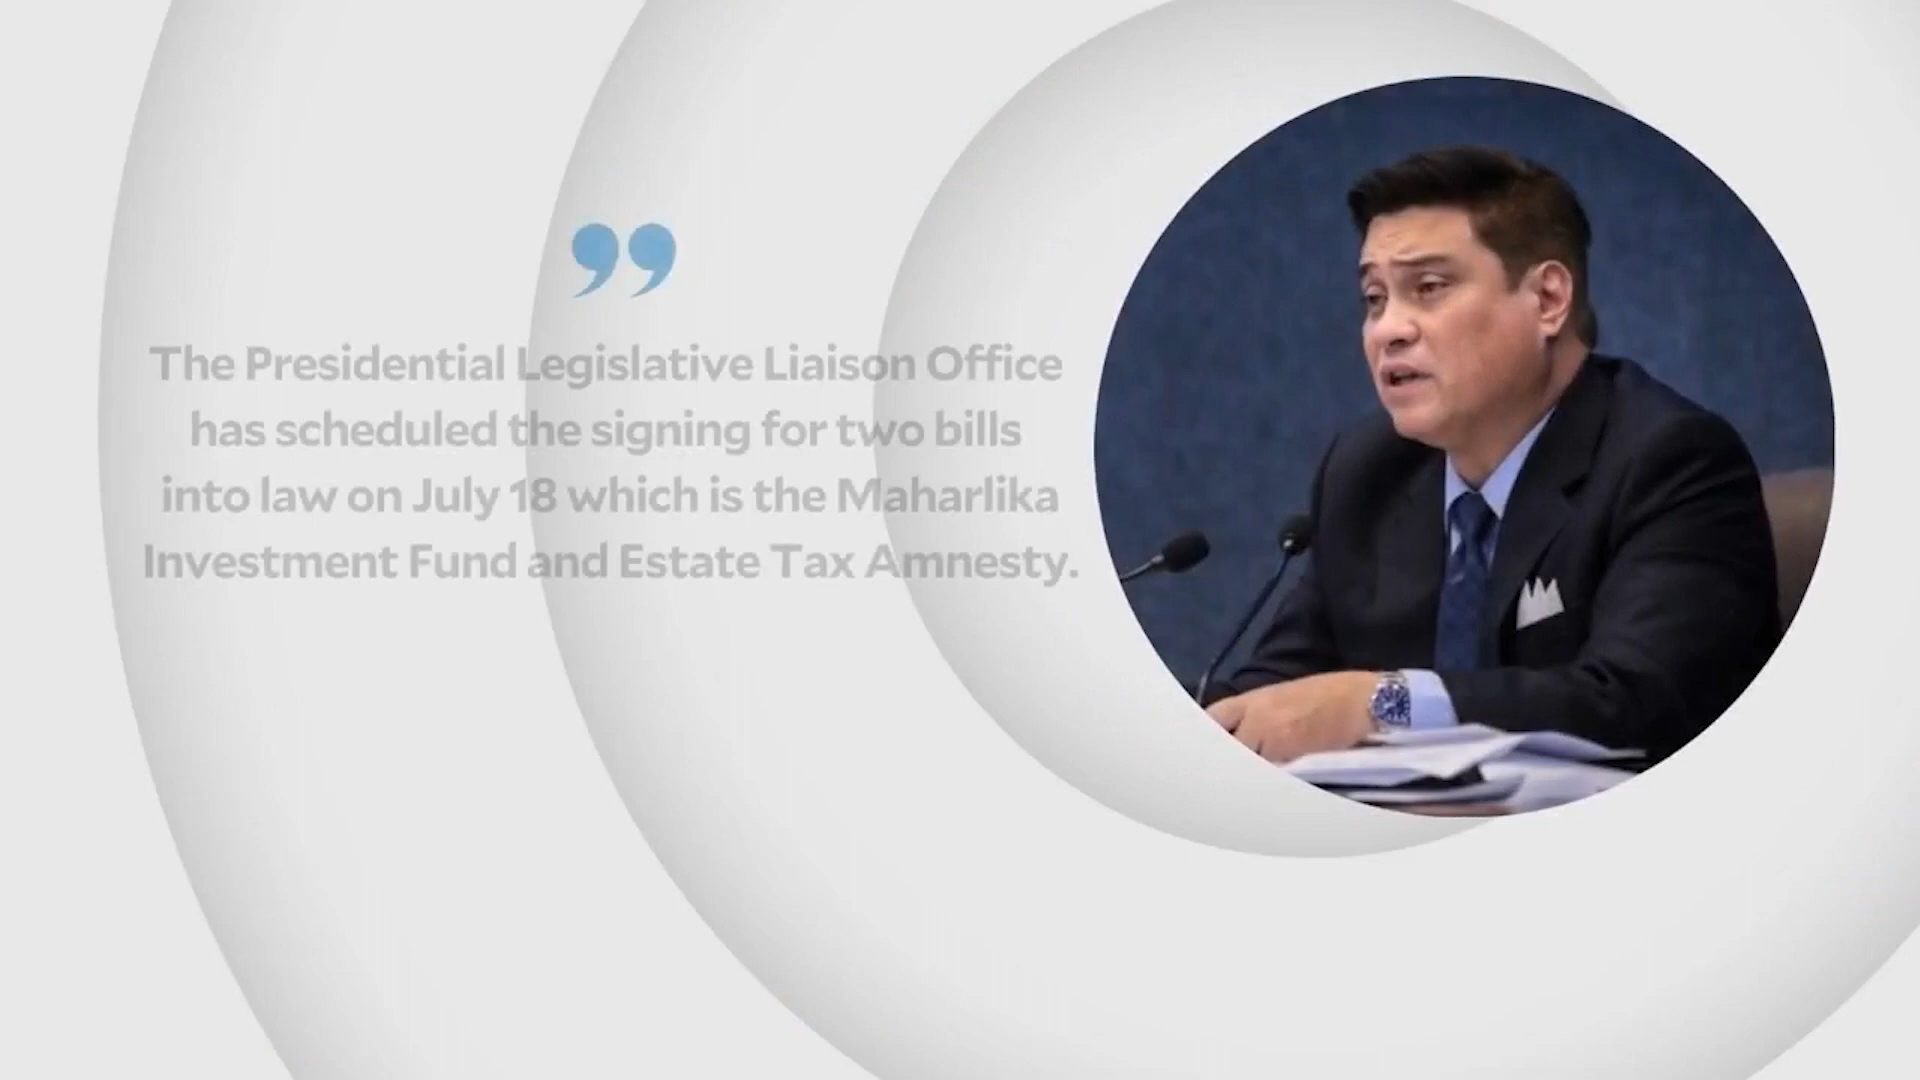 ”
The Presidential Legislative Liaison Office
has scheduled the signing for two bills
into law on July 18 which is the Maharlika
Investment Fund and Estate Tax Amnesty.